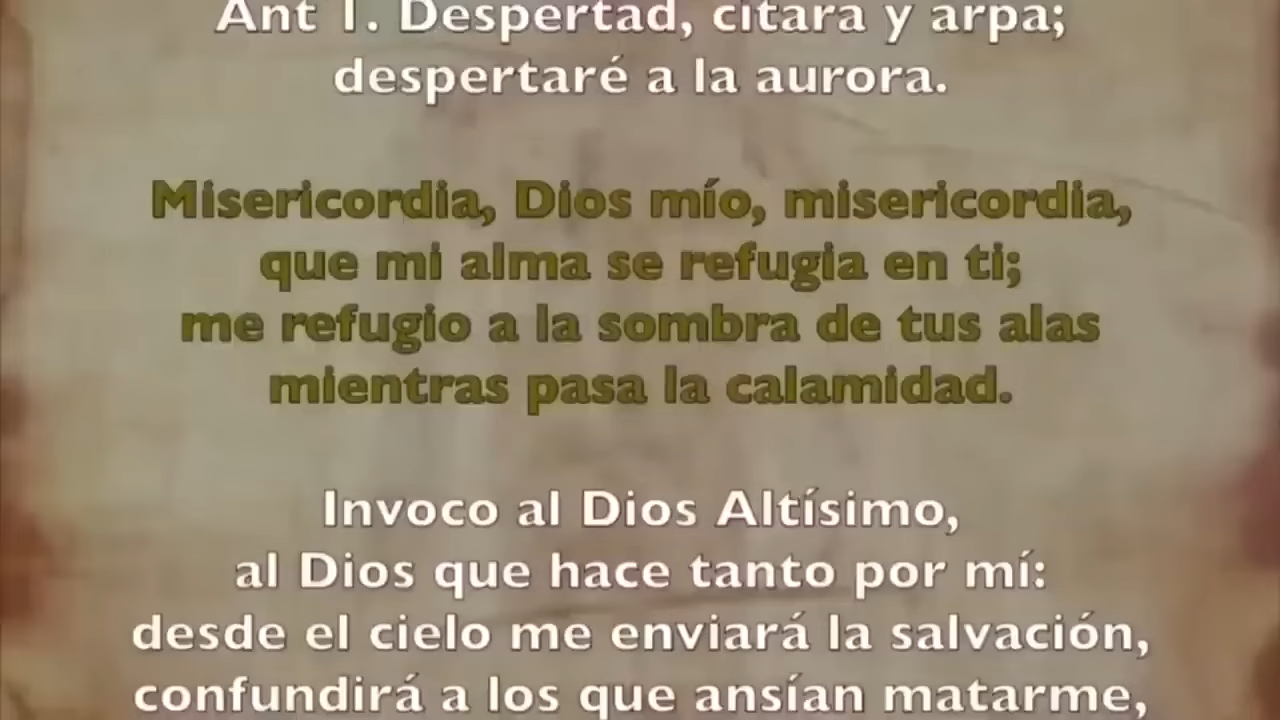 Ant 1. Despertad, cítara y arpa;
despertaré a la aurora.
Misericordia, Dios mío, misericordia,
que mi alma se refugia en ti;
me refugio a la sombra de tus alas
mientras pasa la calamidad.
Invoco al Dios Altísimo,
al Dios que hace tanto por mí:
desde el cielo me enviará la salvación,
confundirá a los que ansían matarme,